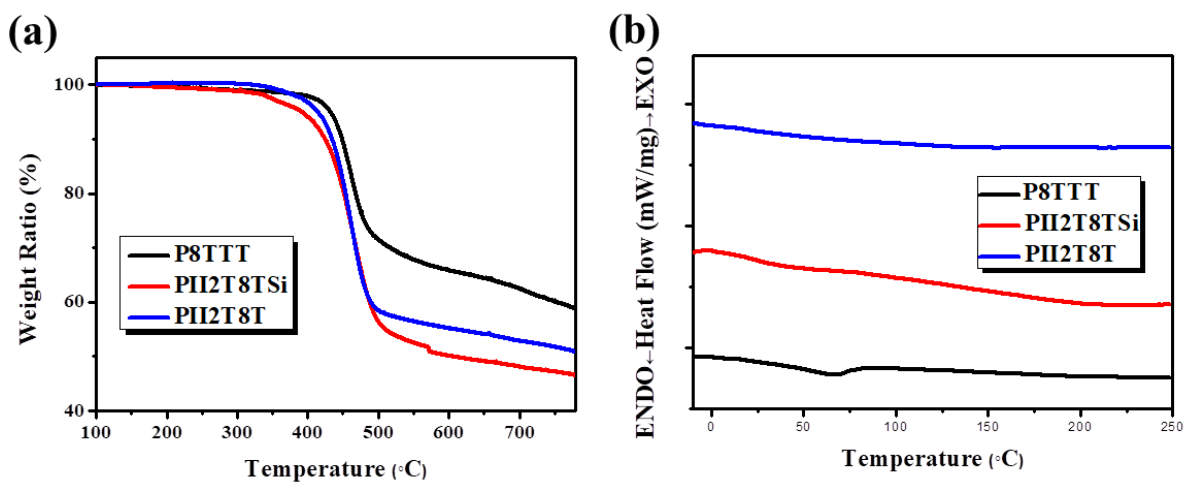 (a)
100
80
60
40
Weight Ratio (%)
P8TTT
PII2T8TSi
PII2T8T
100 200 300 400 500 600 700
Temperature (◦C)
(b)
ENDO←Heat Flow (mW/mg)→EXO
P8TTT
PII2T8TSi
PII2T8T
0 50 100 150 200 250
Temperature (◦C)